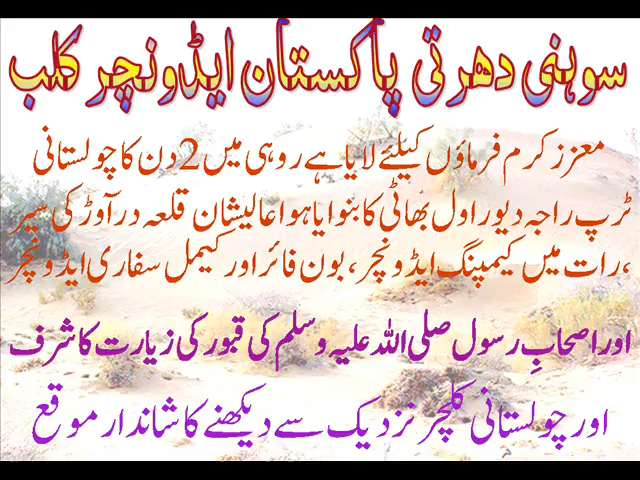 سوہنی دھرتی پاکستان ایڈونچر کلب
معزز کرم فرماؤں کیلئے لایا ہے روہی میں 2 دن کا چولستانی
ٹرپ راجہ دیور اول بھاٹی کا بنوایا ہوا عالیشان قلعہ درآوڑ کی سیر
،رات میں کیمپنگ ایڈونچر ، بون فائر اور کیمل سفاری ایڈونچر
اور اصحابِ رسول صلی اللہ علیہ وسلم کی قبور کی زیارت کا شرف
اور چولستانی کلچر نزدیک سے دیکھنے کا شاندار موقع